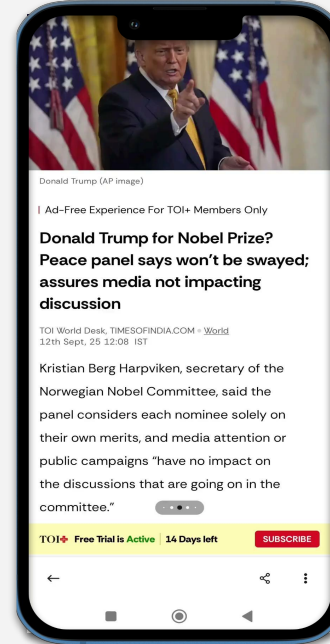 Donald Trump (AP image)
Ad-Free Experience For TOI+ Members Only
Donald Trump for Nobel Prize?
Peace panel says won't be swayed;
assures media not impacting
discussion
TOI World Desk, TIMESOFINDIA.COM • World
12th Sept, 25 12:08 IST
Kristian Berg Harpviken, secretary of the
Norwegian Nobel Committee, said the
panel considers each nominee solely on
their own merits, and media attention or
public campaigns “have no impact on
the discussions that are going on in the
committee.”
TOI+ Free Trial is Active | 14 Days left SUBSCRIBE